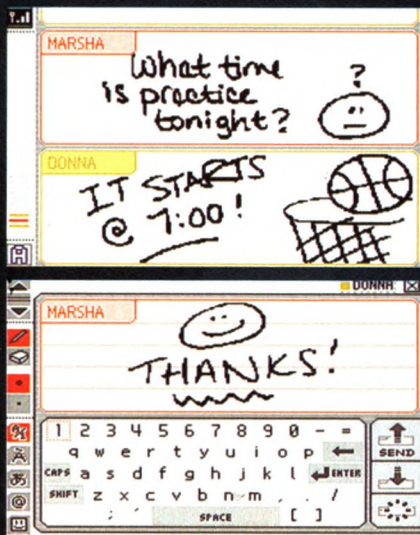 MARSHA
What time
is practice
tonight?
?
DONNA
IT STARTS
@ 7:00!
A
DONNA
MARSHA
THANKS!
1 2 3 4 5 6 7 8 9 0 - =
q w e r t y u i o p
CAPS a s d f g h j k l ENTER
SHIFT z x c v b n m , . /
; ' SPACE [ ]
SEND
@